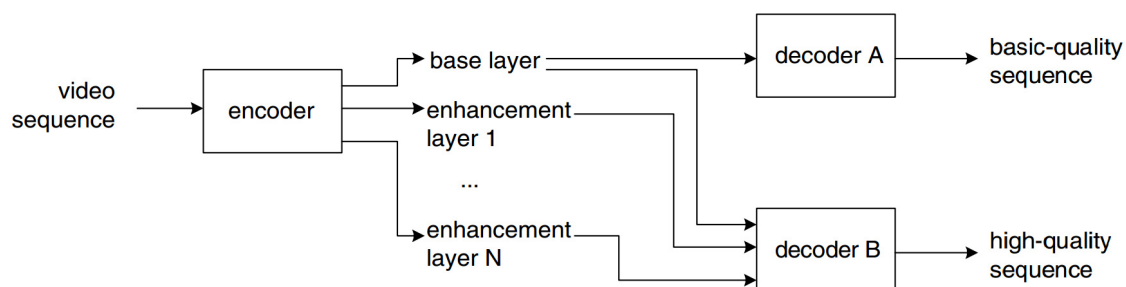 video
sequence
encoder
base layer
enhancement
layer 1
...
enhancement
layer N
decoder A
basic-quality
sequence
decoder B
high-quality
sequence